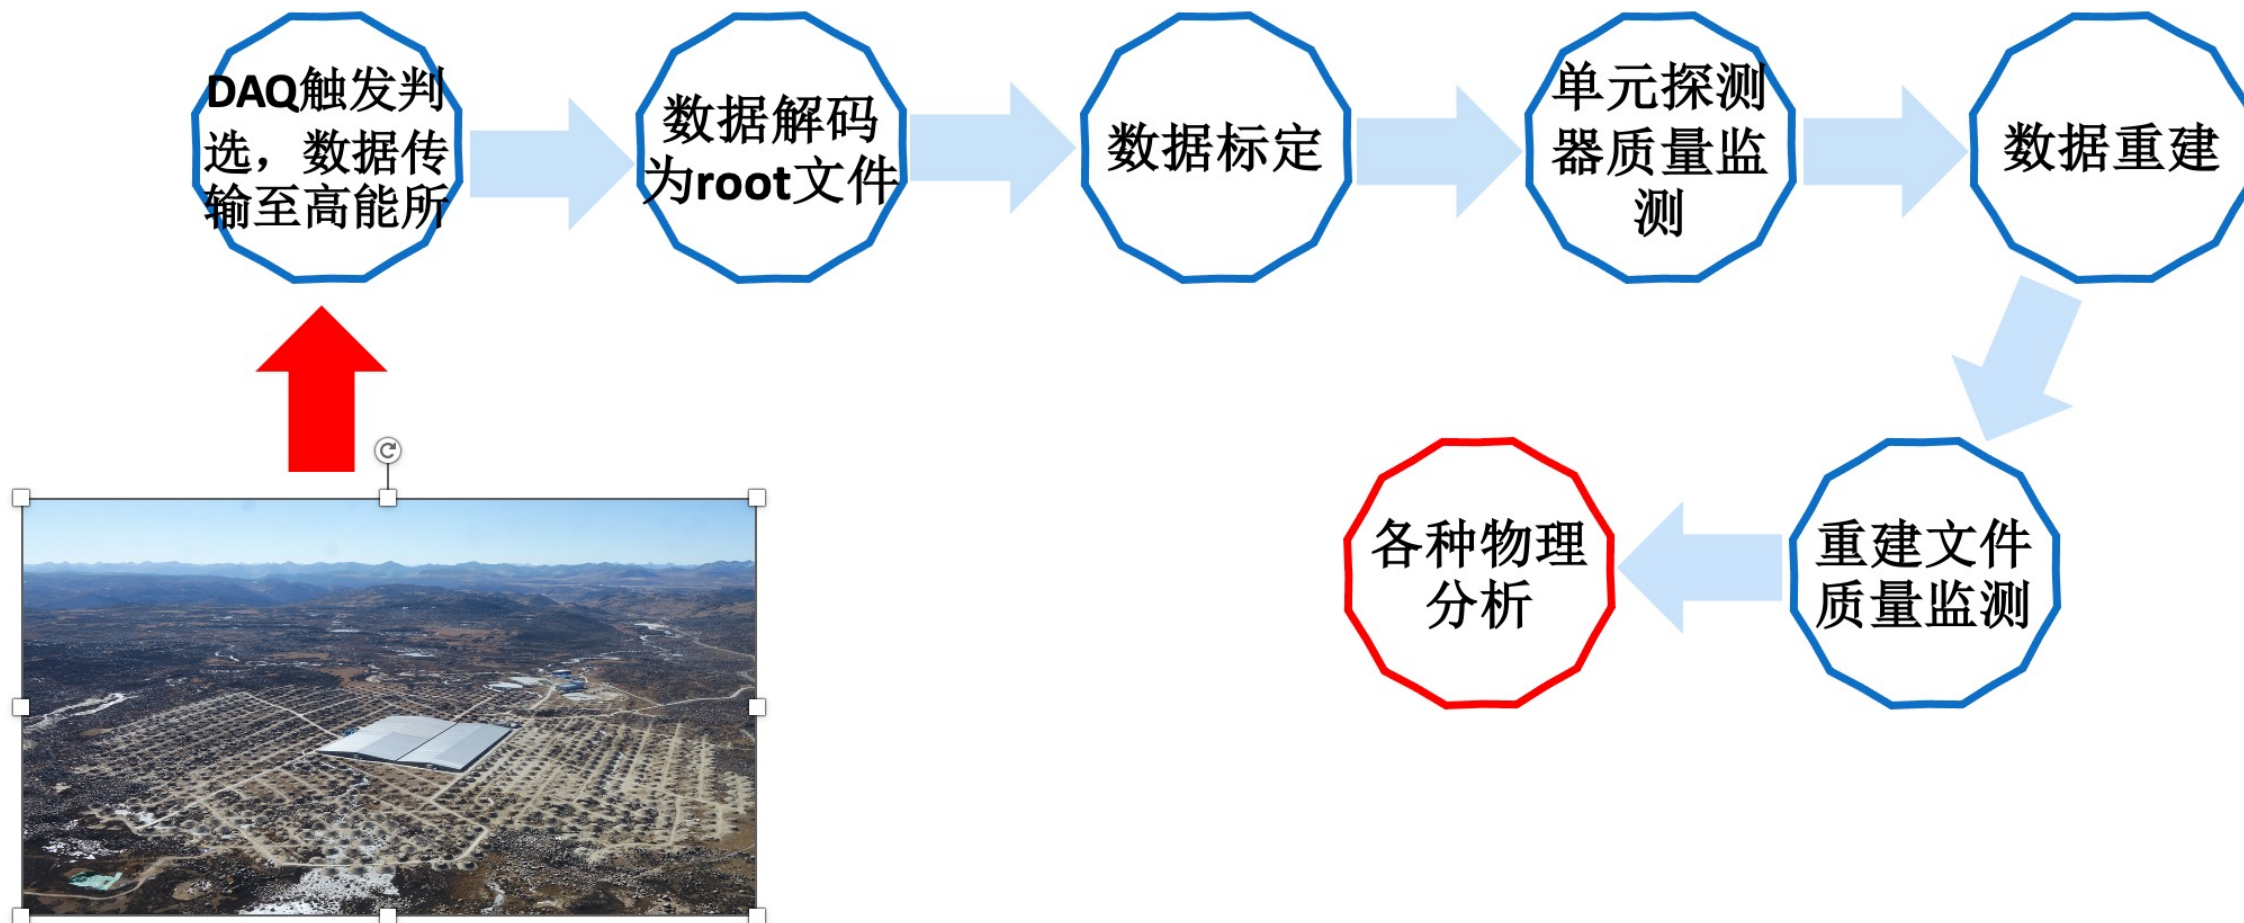 DAQ触发判
选，数据传
输至高能所
数据解码
为root文件
数据标定
单元探测
器质量监
测
数据重建
重建文件
质量监测
各种物理
分析